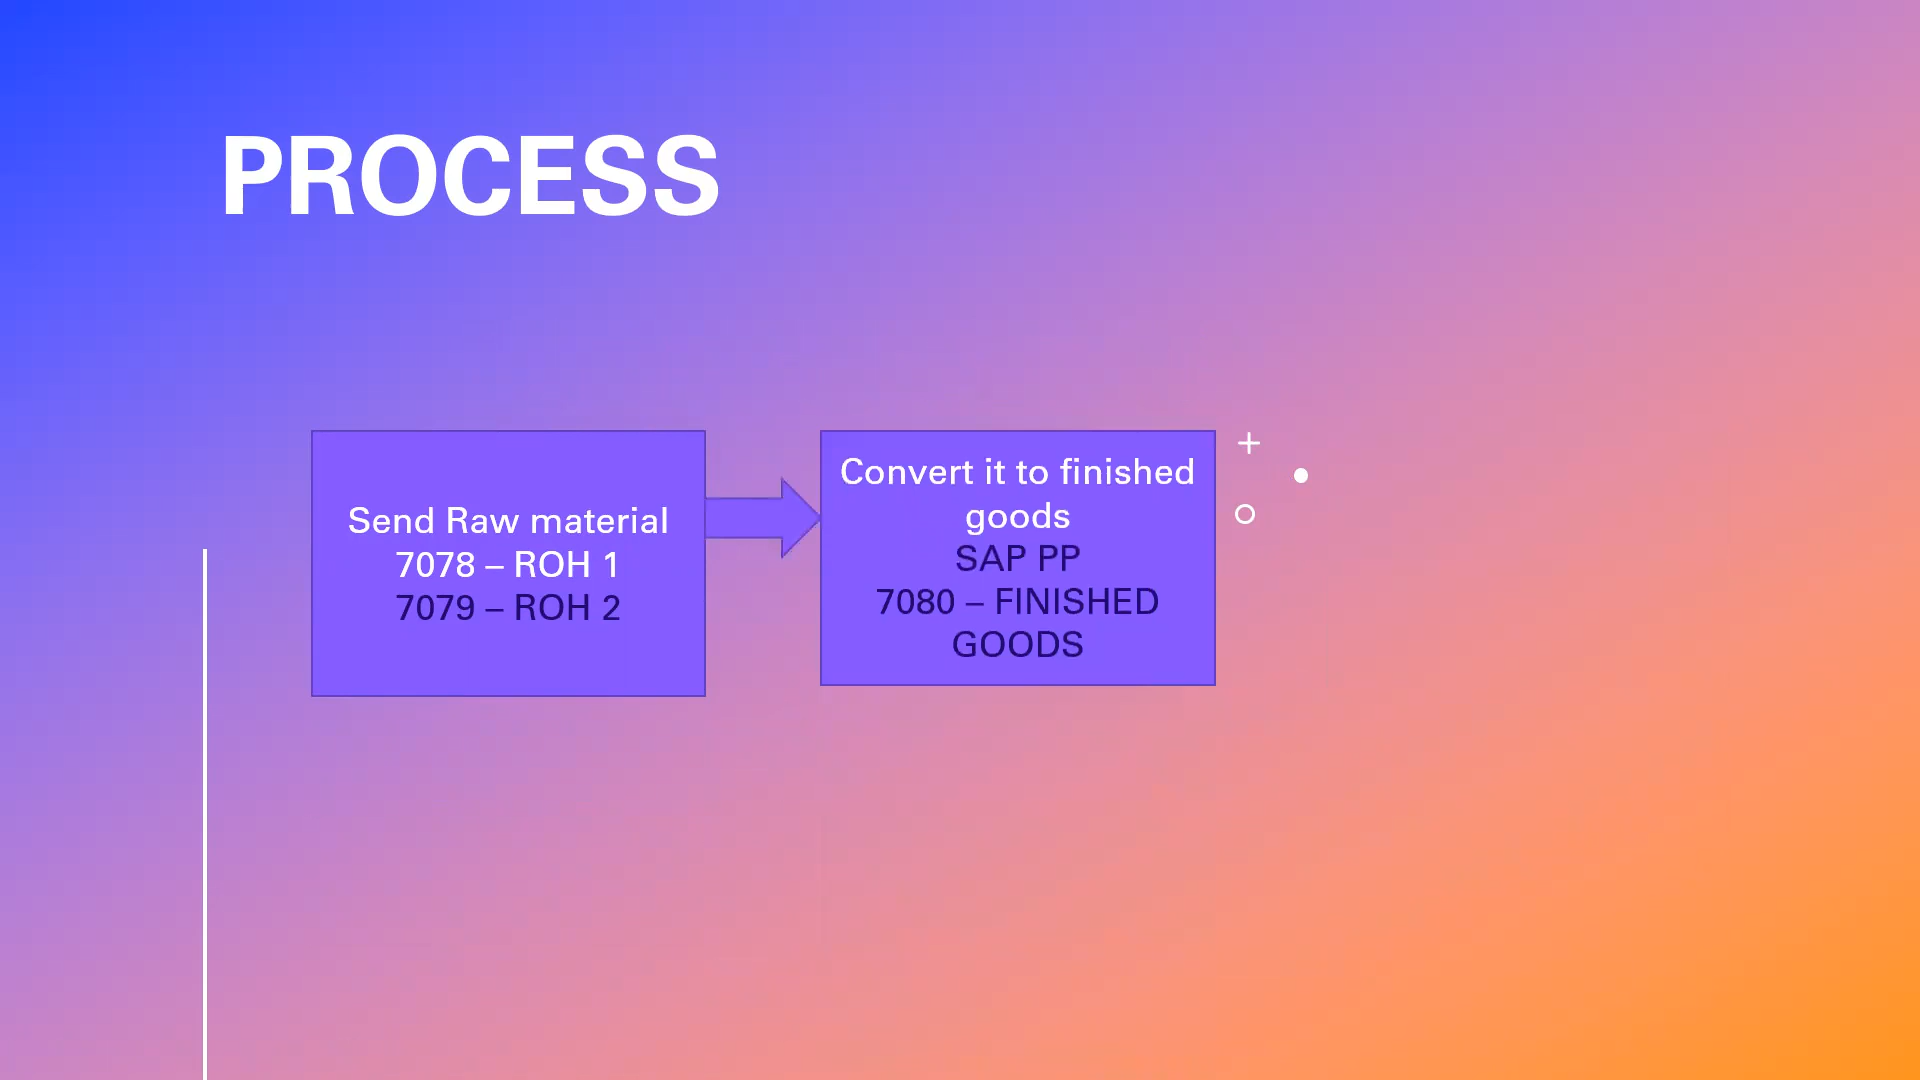 PROCESS
Send Raw material
7078 – ROH 1
7079 – ROH 2
Convert it to finished
goods
SAP PP
7080 – FINISHED
GOODS